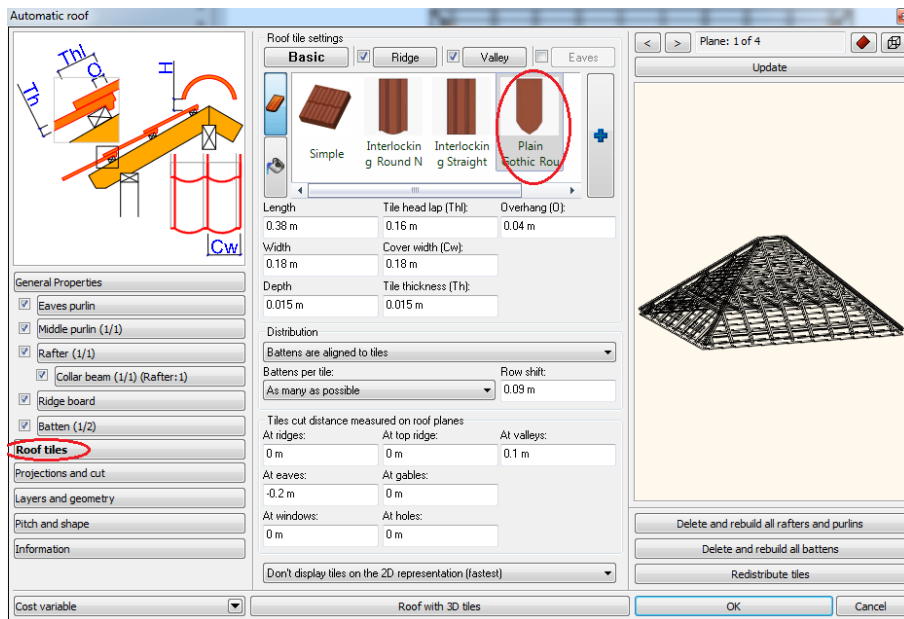 Automatic roof
Thl
O
Th
H
Cw
General Properties
Eaves purlin
Middle purlin (1/1)
Rafter (1/1)
Collar beam (1/1) (Rafter:1)
Ridge board
Batten (1/2)
Roof tiles
Projections and cut
Layers and geometry
Pitch and shape
Information
Cost variable
Roof tile settings
Basic
Ridge
Valley
Eaves
Simple
Interlockin
g Round N
Interlockin
g Straight
Plain
Gothic Rou
Length
Tile head lap (Thl):
Overhang (O):
0.38 m
0.16 m
0.04 m
Width
Cover width (Cw):
0.18 m
0.18 m
Depth
Tile thickness (Th):
0.015 m
0.015 m
Distribution
Battens are aligned to tiles
Battens per tile:
Row shift:
As many as possible
0.09 m
Tiles cut distance measured on roof planes
At ridges:
At top ridge:
At valleys:
0 m
0 m
0.1 m
At eaves:
At gables:
-0.2 m
0 m
At windows:
At holes:
0 m
0 m
Don't display tiles on the 2D representation (fastest)
Roof with 3D tiles
<
>
Plane: 1 of 4
Update
Delete and rebuild all rafters and purlins
Delete and rebuild all battens
Redistribute tiles
OK
Cancel